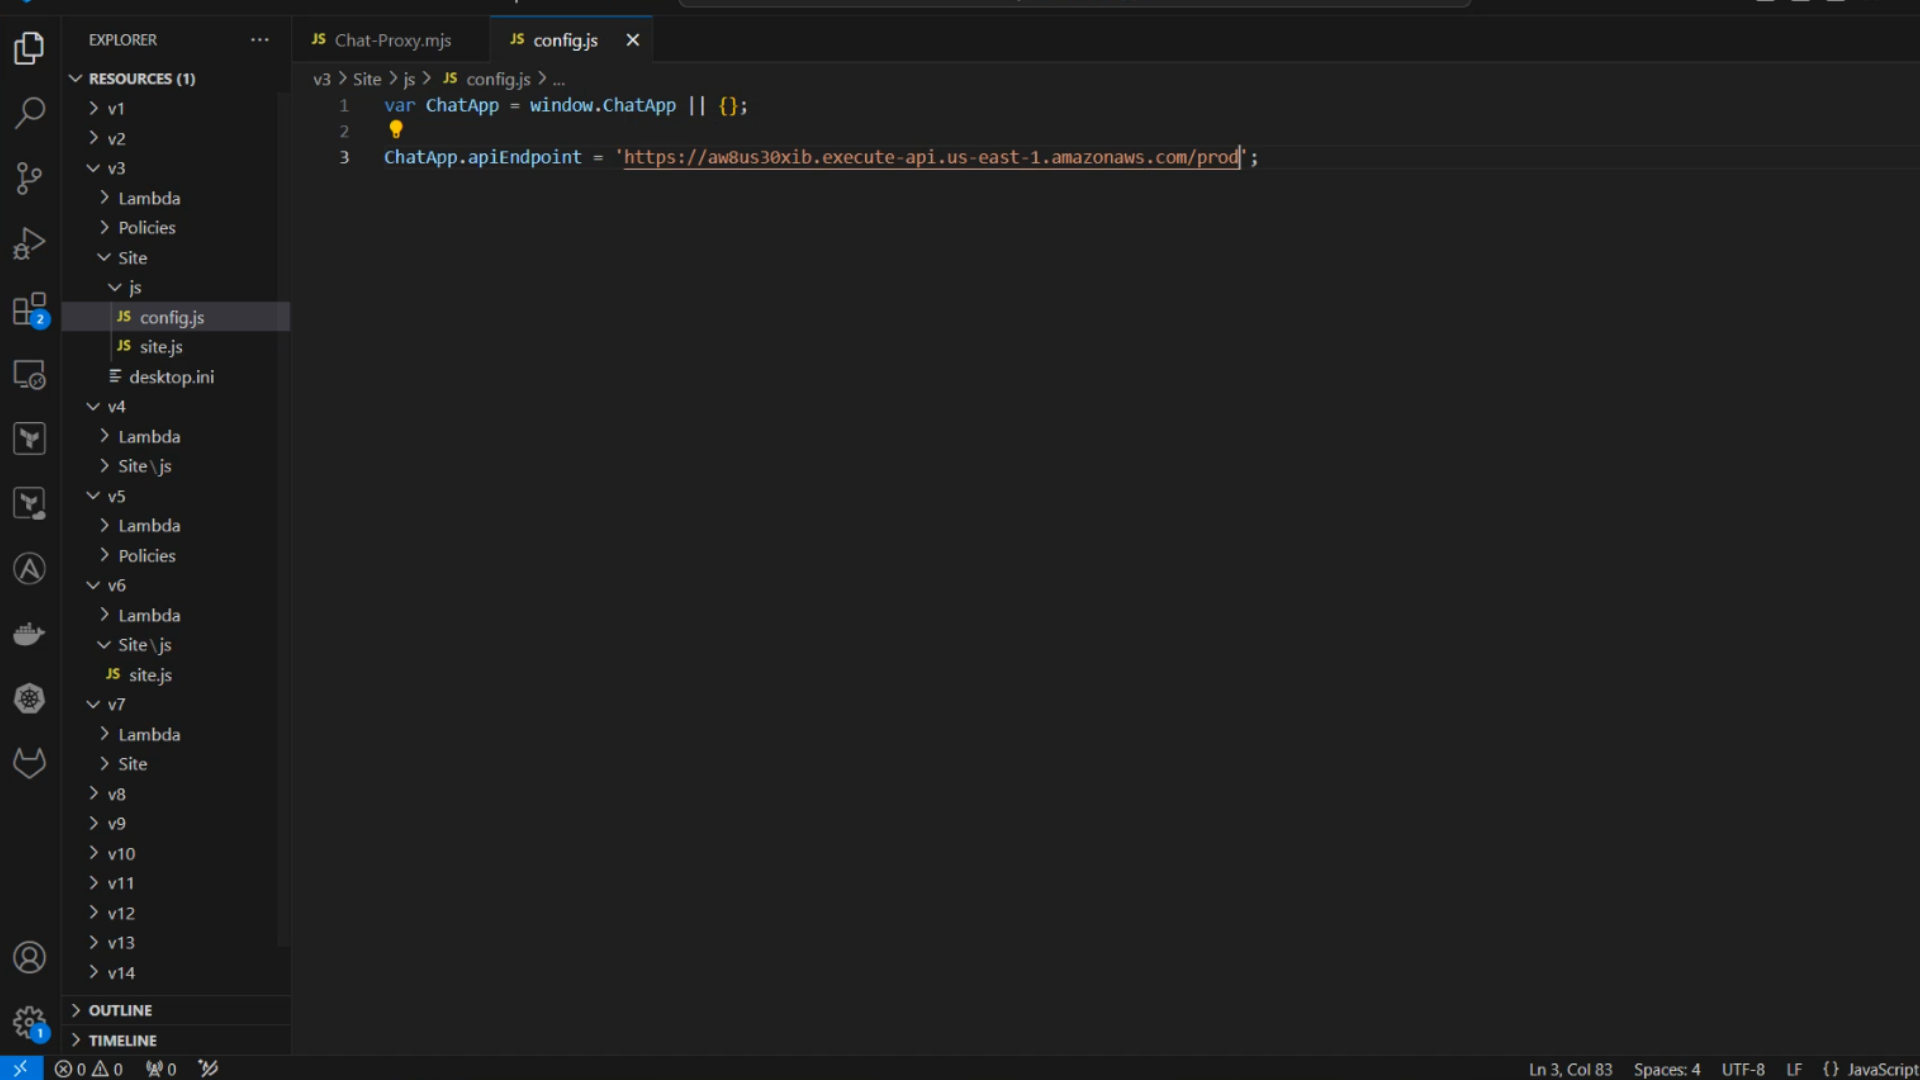 EXPLORER
RESOURCES (1)
v1
v2
v3
Lambda
Policies
Site
js
JS config.js
JS site.js
desktop.ini
v4
Lambda
Site\js
v5
Lambda
Policies
v6
Lambda
Site\js
JS site.js
v7
Lambda
Site
v8
v9
v10
v11
v12
v13
v14
OUTLINE
TIMELINE
2
1
JS Chat-Proxy.mjs
JS config.js
v3 > Site > js > JS config.js > ...
1 var ChatApp = window.ChatApp || {};
2
3 ChatApp.apiEndpoint = 'https://aw8us30xib.execute-api.us-east-1.amazonaws.com/prod';
0 0 0
Ln 3, Col 83 Spaces: 4 UTF-8 LF {} JavaScript